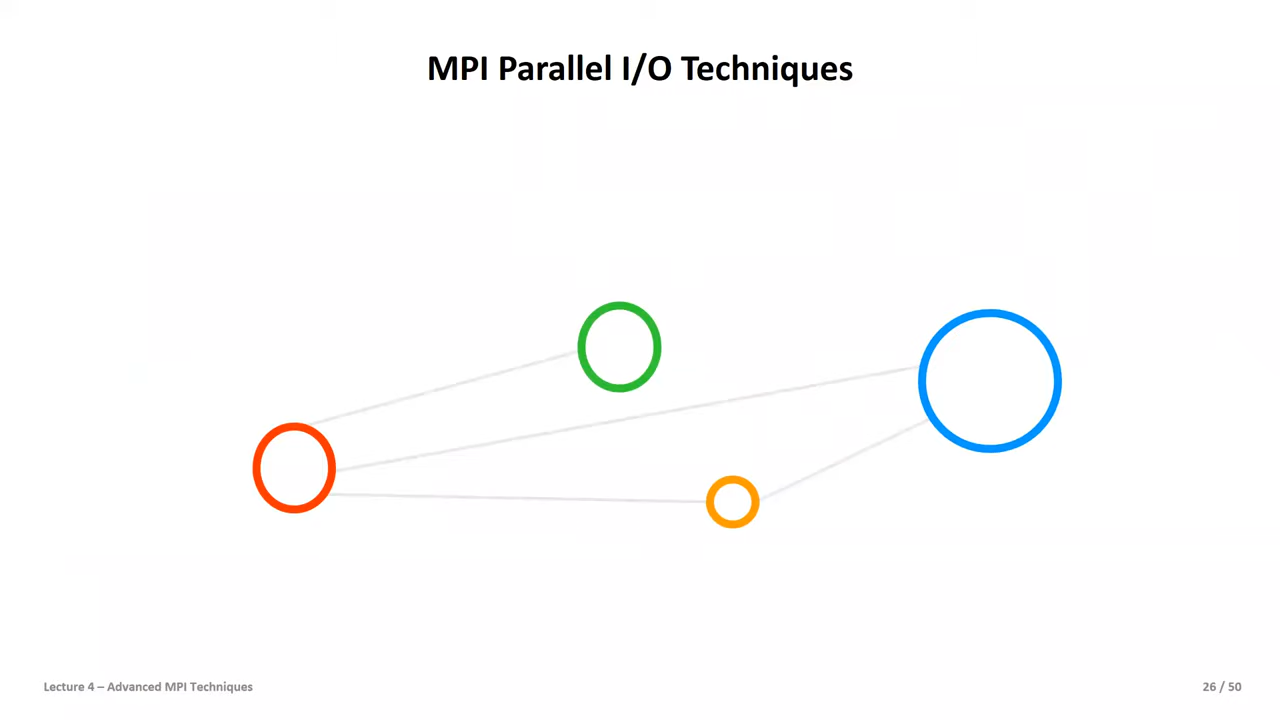 MPI Parallel I/O Techniques
Lecture 4 – Advanced MPI Techniques
26 / 50